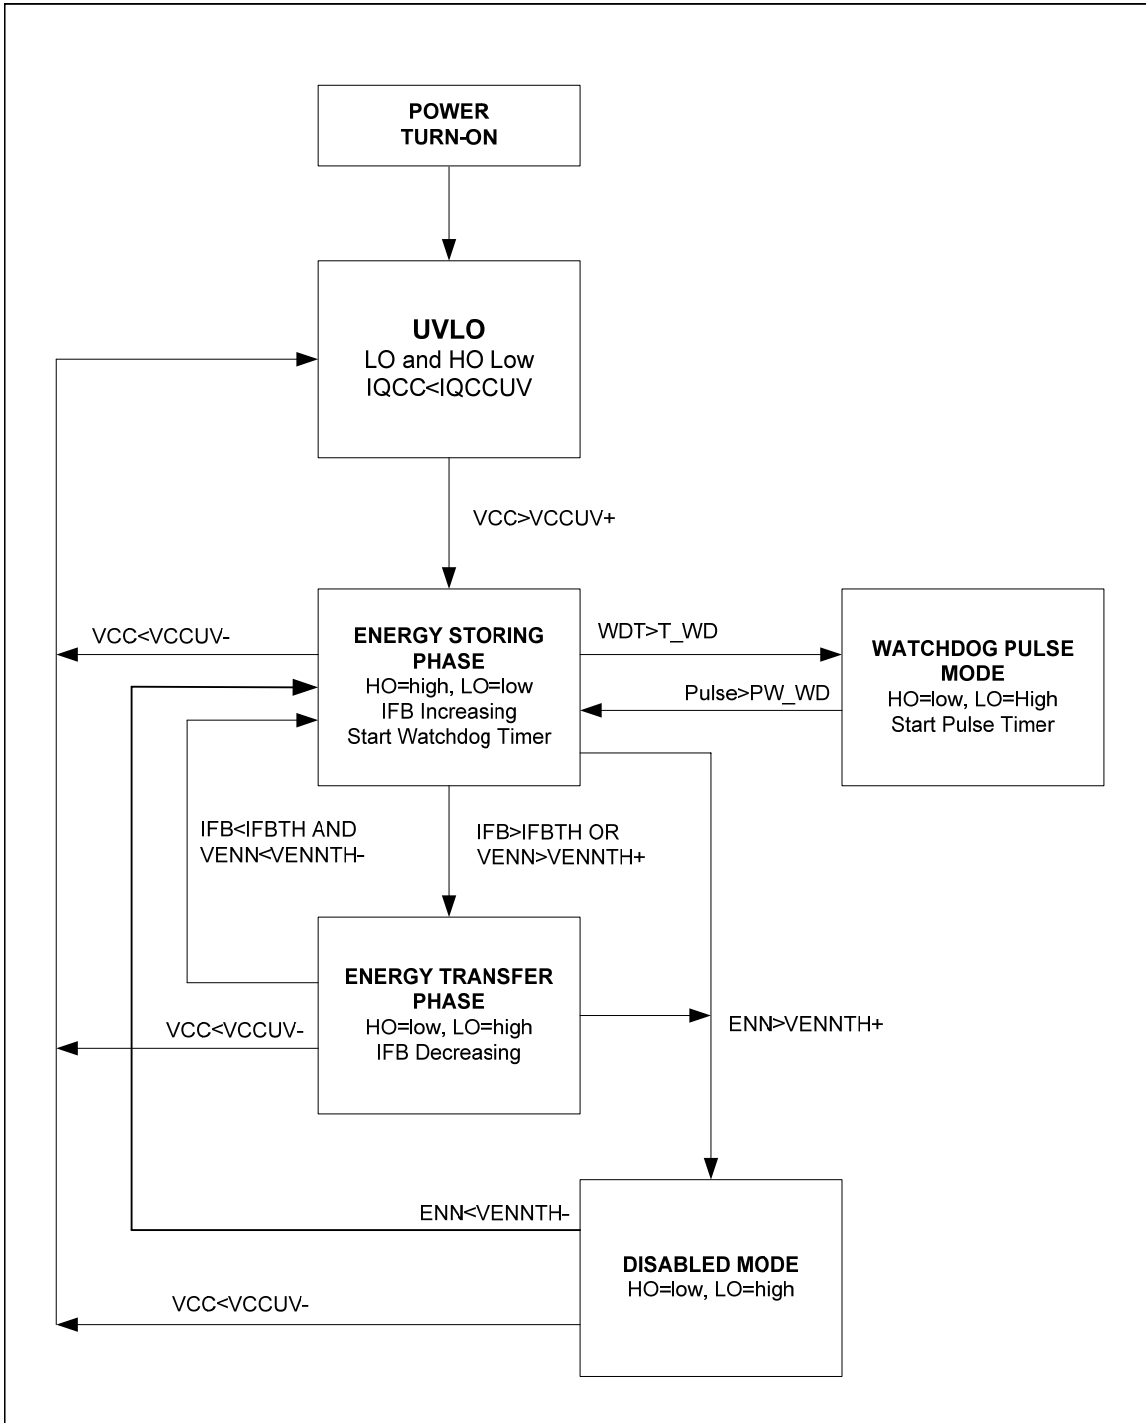 POWER
TURN-ON
UVLO
LO and HO Low
IQCC<IQCCUV
VCC>VCCUV+
VCC<VCCUV-
ENERGY STORING
PHASE
HO=high, LO=low
IFB Increasing
Start Watchdog Timer
WDT>T_WD
Pulse>PW_WD
WATCHDOG PULSE
MODE
HO=low, LO=High
Start Pulse Timer
IFB<IFBTH AND
VENN<VENNTH-
IFB>IFBTH OR
VENN>VENNTH+
ENERGY TRANSFER
PHASE
HO=low, LO=high
IFB Decreasing
VCC<VCCUV-
ENN>VENNTH+
ENN<VENNTH-
DISABLED MODE
HO=low, LO=high
VCC<VCCUV-